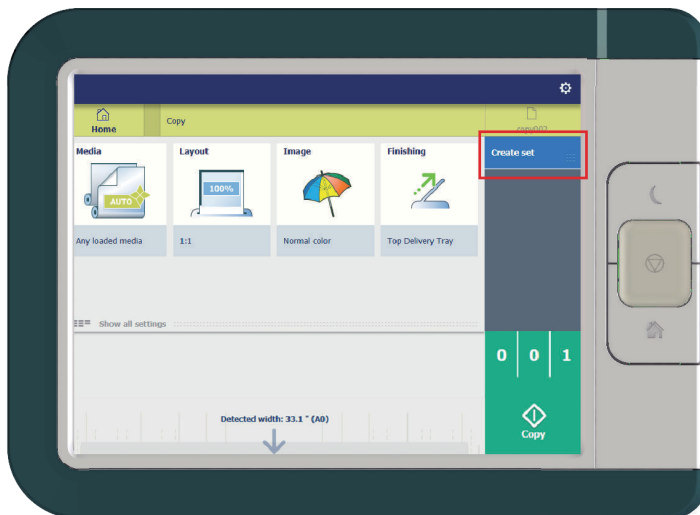 Home
Copy
copy002
Media
Layout
Image
Finishing
Create set
AUTO
100%
Any loaded media
1:1
Normal color
Top Delivery Tray
Show all settings
0 0 1
Detected width: 33.1 " (A0)
Copy